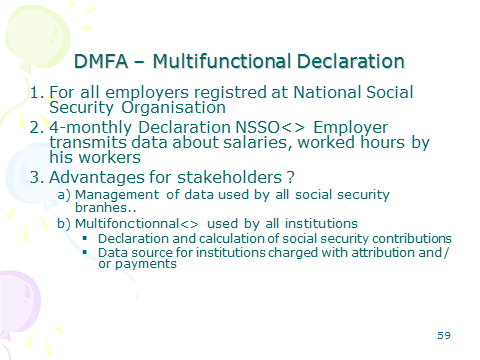 DMFA – Multifunctional Declaration
1. For all employers registred at National Social
Security Organisation
2. 4-monthly Declaration NSSO<> Employer
transmits data about salaries, worked hours by
his workers
3. Advantages for stakeholders ?
a) Management of data used by all social security
branhes..
b) Multifonctionnal<> used by all institutions
▪ Declaration and calculation of social security contributions
▪ Data source for institutions charged with attribution and/
or payments
59